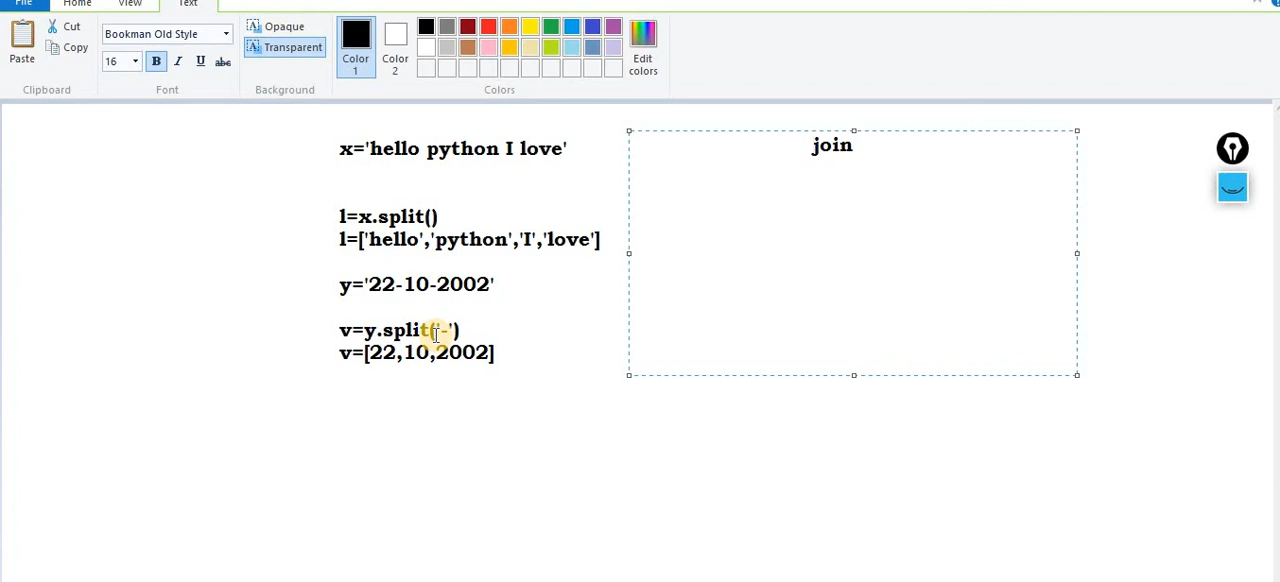 File Home View Text
Paste
Cut
Copy
Clipboard
Bookman Old Style
16 B I U abc
Font
Opaque
Transparent
Background
Color 1
Color 2
Edit colors
Colors
x='hello python I love'
l=x.split()
l=['hello','python','I','love']
y='22-10-2002'
v=y.split('-')
v=[22,10,2002]
join